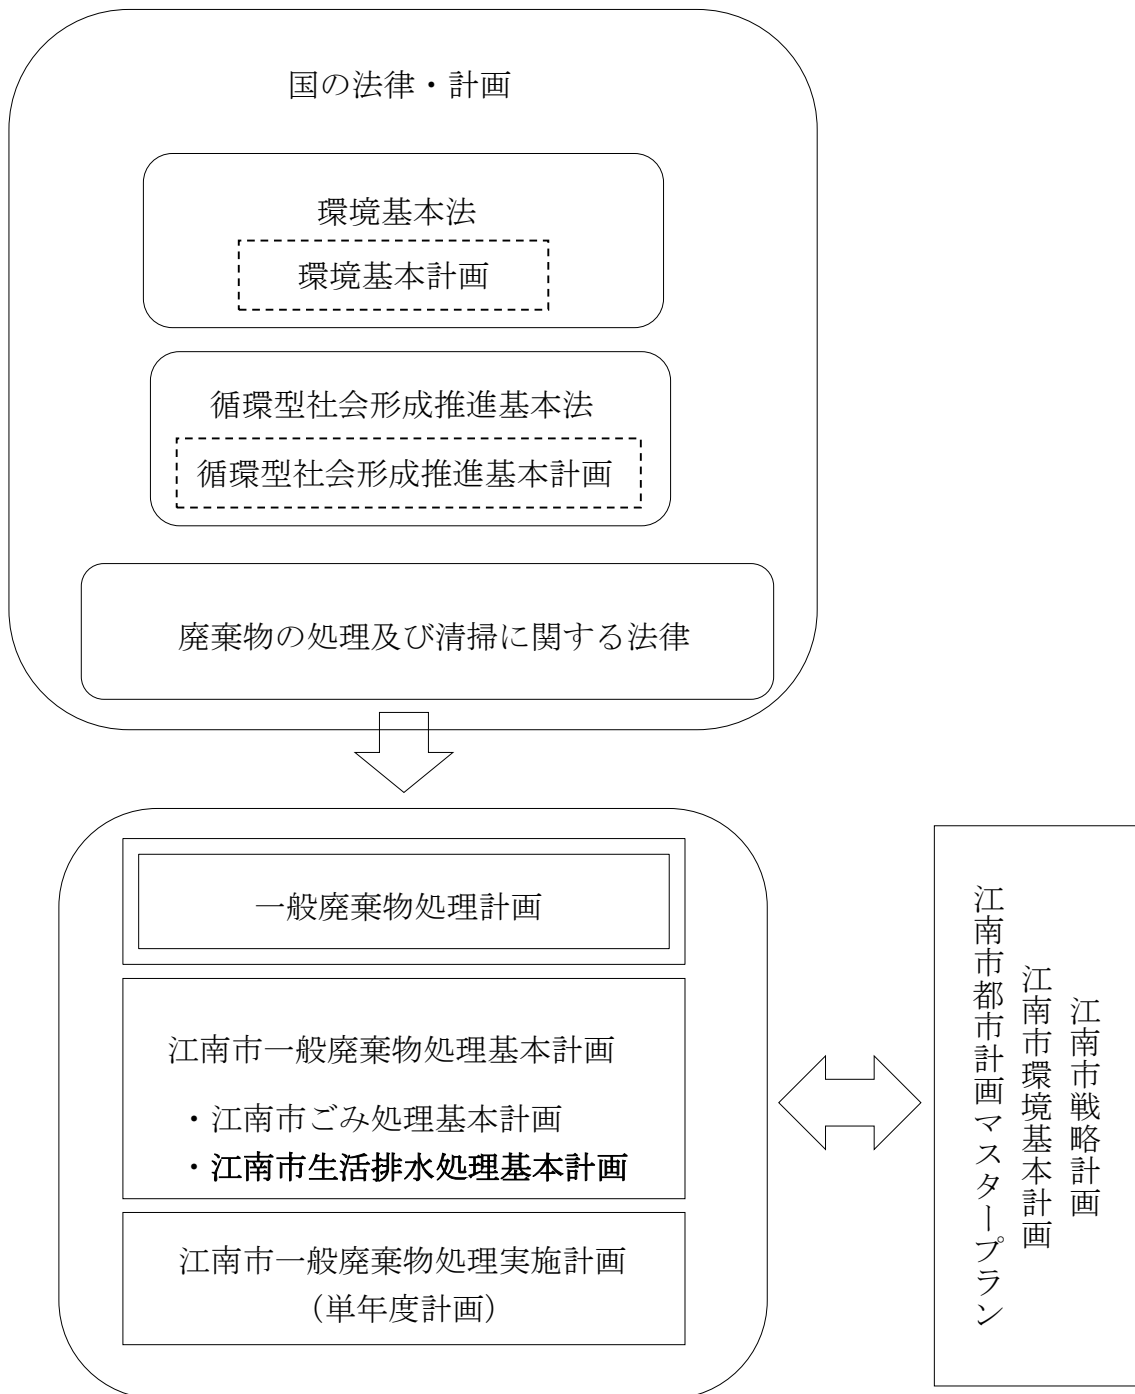 国の法律・計画
環境基本法
環境基本計画
循環型社会形成推進基本法
循環型社会形成推進基本計画
廃棄物の処理及び清掃に関する法律
一般廃棄物処理計画
江南市一般廃棄物処理基本計画
・江南市ごみ処理基本計画
・江南市生活排水処理基本計画
江南市一般廃棄物処理実施計画
（単年度計画）
江南市戦略計画
江南市環境基本計画
江南市都市計画マスタープラン